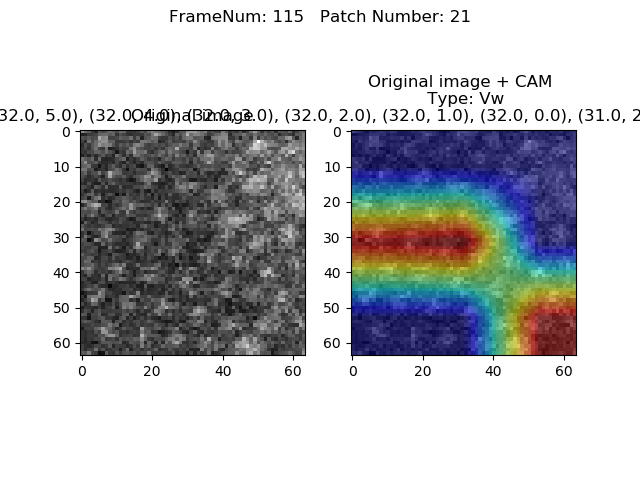 FrameNum: 115   Patch Number: 21
Original image + CAM
Type: Vw
32.0, 5.0), (32.0, 4.0), (32.0, 3.0), (32.0, 2.0), (32.0, 1.0), (32.0, 0.0), (31.0, 2
Original image
0
10
20
30
40
50
60
0 20 40 60
0
10
20
30
40
50
60
0 20 40 60